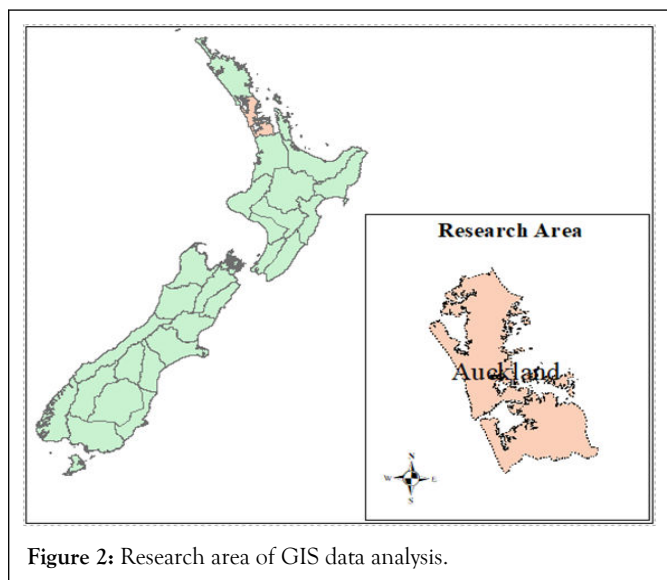 Research Area
Auckland
N
W E
S
Figure 2: Research area of GIS data analysis.